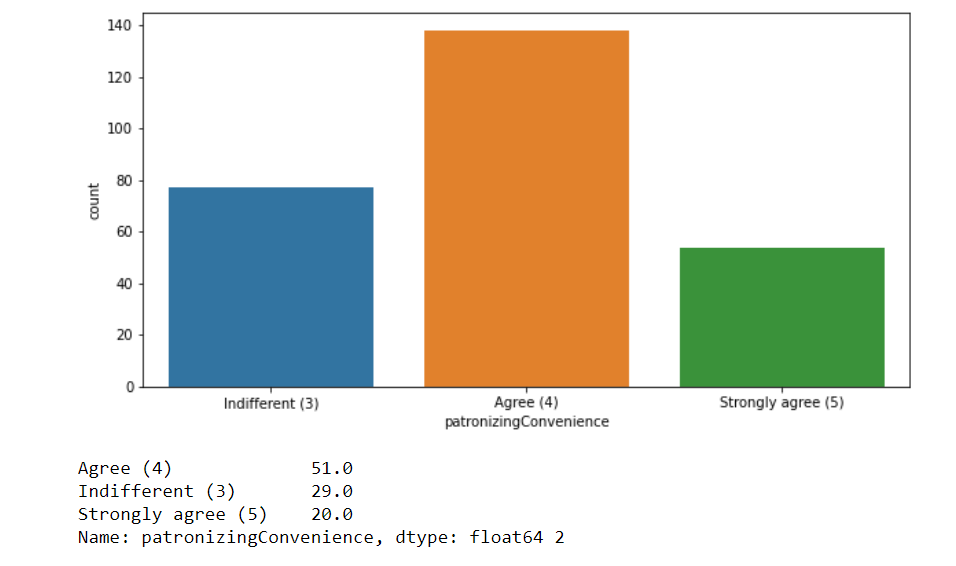 140
120
100
80
60
40
20
0
count
Indifferent (3) Agree (4) Strongly agree (5)
patronizingConvenience
Agree (4) 51.0
Indifferent (3) 29.0
Strongly agree (5) 20.0
Name: patronizingConvenience, dtype: float64 2